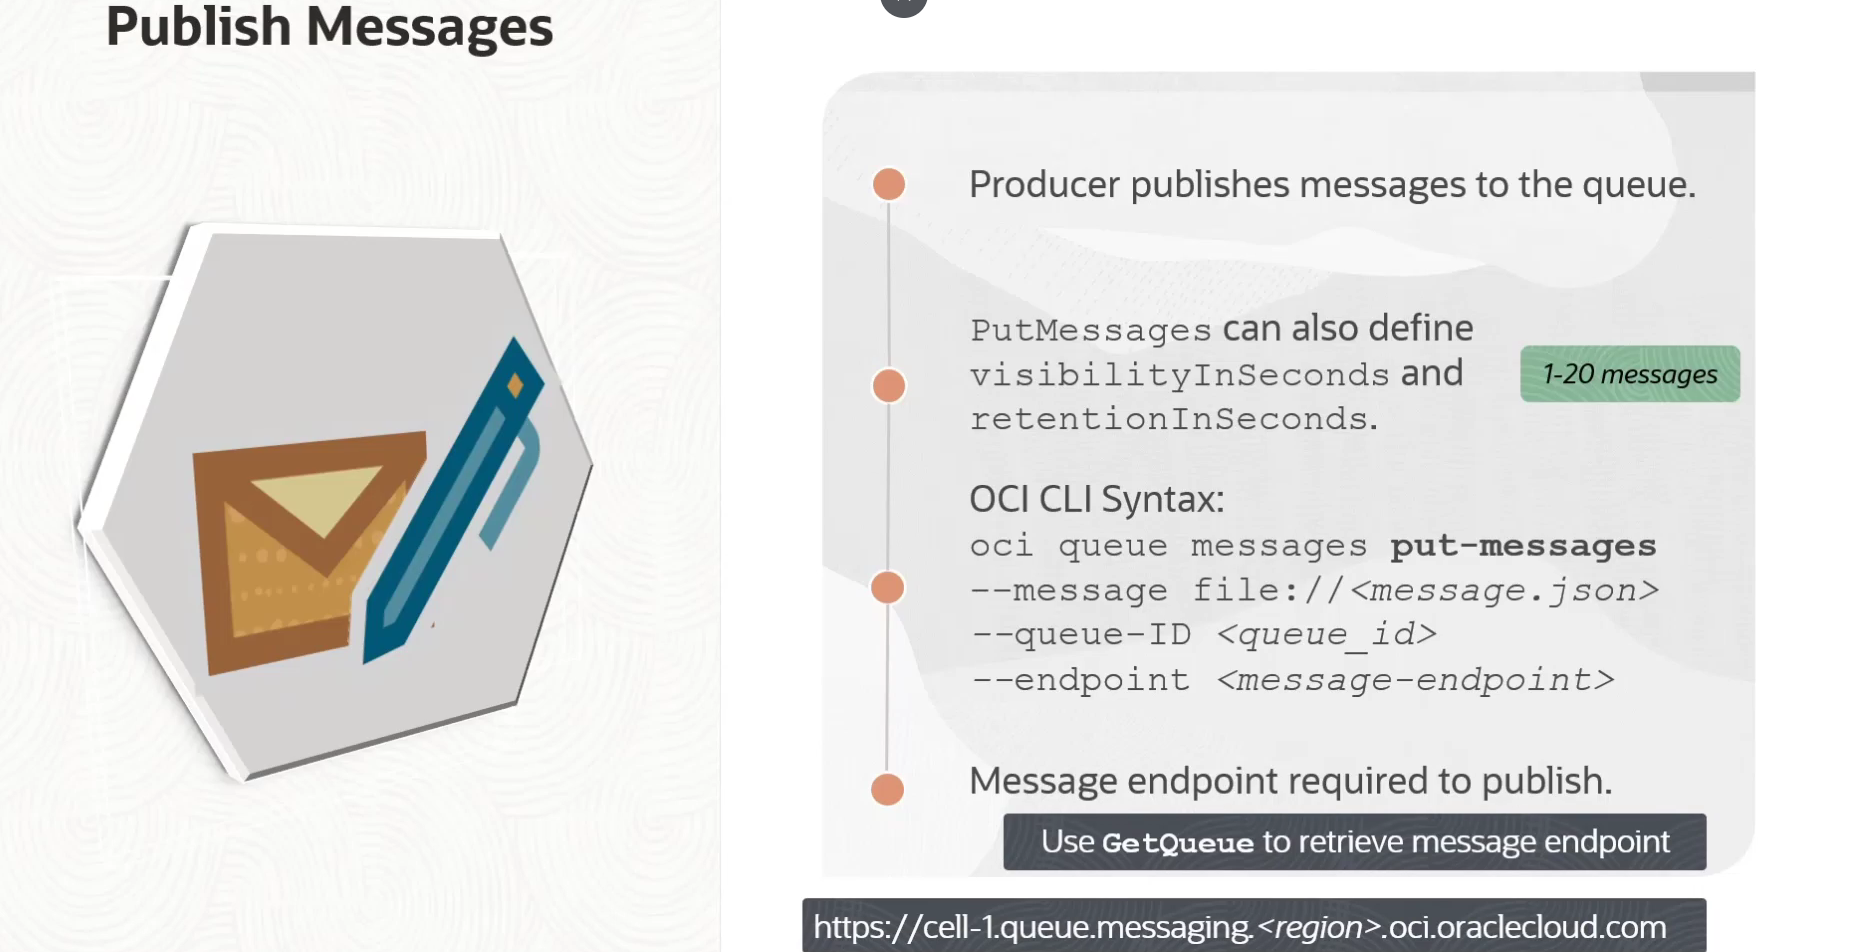 Publish Messages
Producer publishes messages to the queue.
PutMessages can also define
visibilityInSeconds and
retentionInSeconds.
1-20 messages
OCI CLI Syntax:
oci queue messages put-messages
--message file://<message.json>
--queue-ID <queue_id>
--endpoint <message-endpoint>
Message endpoint required to publish.
Use GetQueue to retrieve message endpoint
https://cell-1.queue.messaging.<region>.oci.oraclecloud.com